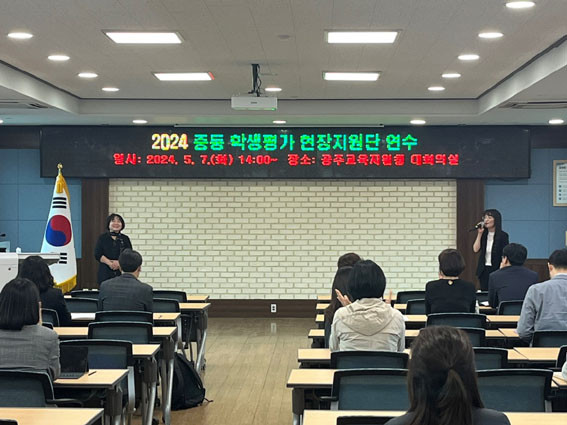 2024 중등 학생평가 현장지원단 연수
일시: 2024. 5. 7.(화) 14:00~ 장소: 공주교육지원청 대회의실